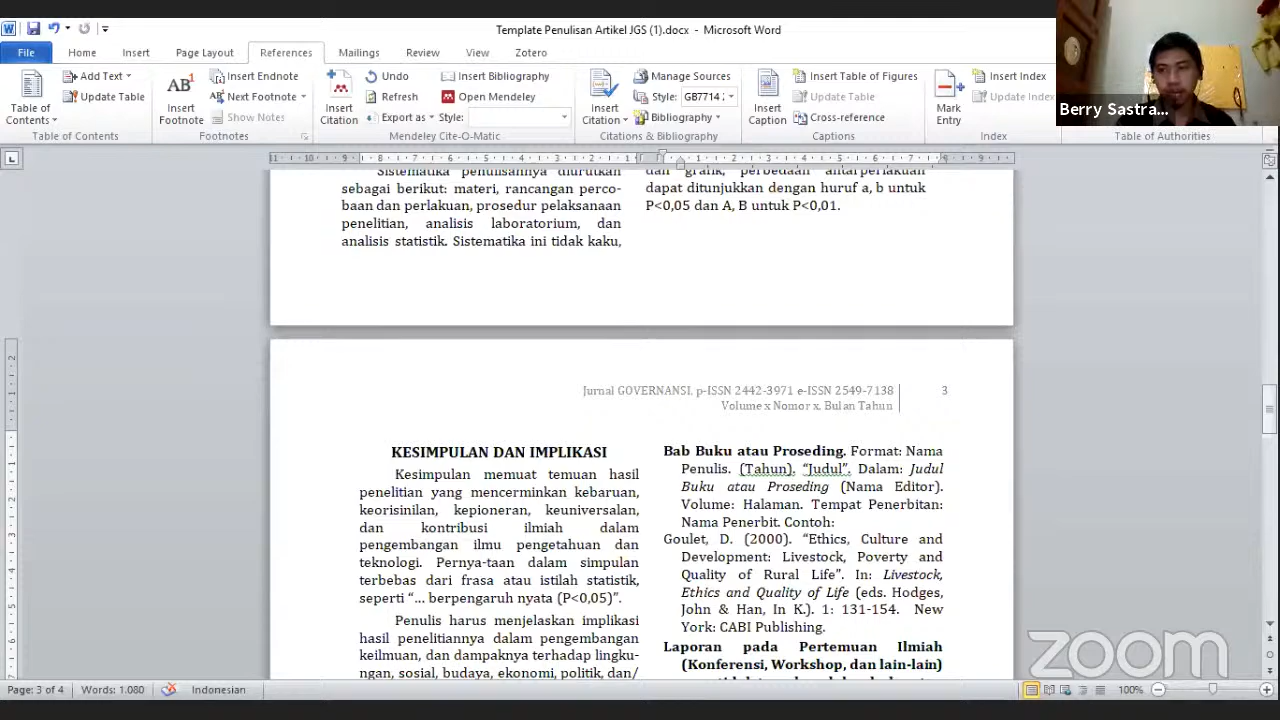 Template Penulisan Artikel JGS (1).docx - Microsoft Word
File Home Insert Page Layout References Mailings Review View Zotero
Table of Contents
Add Text
Update Table
Table of Contents
AB¹
Insert Footnote
Insert Endnote
Next Footnote
Show Notes
Footnotes
Insert Citation
Undo
Refresh
Export as
Insert Bibliography
Open Mendeley
Style:
Mendeley Cite-O-Matic
Insert Citation
Manage Sources
Style: GB7714
Bibliography
Citations & Bibliography
Insert Caption
Insert Table of Figures
Update Table
Cross-reference
Captions
Mark Entry
Insert Index
Update Index
Index
Table of Authorities
Berry Sastra...
Sistematika penulisannya diurutkan
sebagai berikut: materi, rancangan perco-
baan dan perlakuan, prosedur pelaksanaan
penelitian, analisis laboratorium, dan
analisis statistik. Sistematika ini tidak kaku,
dan grafik, perbedaan antarperlakuan
dapat ditunjukkan dengan huruf a, b untuk
P<0,05 dan A, B untuk P<0,01.
Jurnal GOVERNANSI, p-ISSN 2442-3971 e-ISSN 2549-7138
Volume x Nomor x. Bulan Tahun
3
KESIMPULAN DAN IMPLIKASI
Kesimpulan memuat temuan hasil
penelitian yang mencerminkan kebaruan,
keorisinilan, kepioneran, keuniversalan,
dan kontribusi ilmiah dalam
pengembangan ilmu pengetahuan dan
teknologi. Pernya-taan dalam simpulan
terbebas dari frasa atau istilah statistik,
seperti “... berpengaruh nyata (P<0,05)”.
Penulis harus menjelaskan implikasi
hasil penelitiannya dalam pengembangan
keilmuan, dan dampaknya terhadap lingku-
ngan, sosial, budaya, ekonomi, politik, dan/
Bab Buku atau Proseding. Format: Nama
Penulis. (Tahun). “Judul”. Dalam: Judul
Buku atau Proseding (Nama Editor).
Volume: Halaman. Tempat Penerbitan:
Nama Penerbit. Contoh:
Goulet, D. (2000). “Ethics, Culture and
Development: Livestock, Poverty and
Quality of Rural Life”. In: Livestock,
Ethics and Quality of Life (eds. Hodges,
John & Han, In K.). 1: 131-154. New
York: CABI Publishing.
Laporan pada Pertemuan Ilmiah
(Konferensi, Workshop, dan lain-lain)
zoom
Page: 3 of 4 Words: 1.080 Indonesian 100%